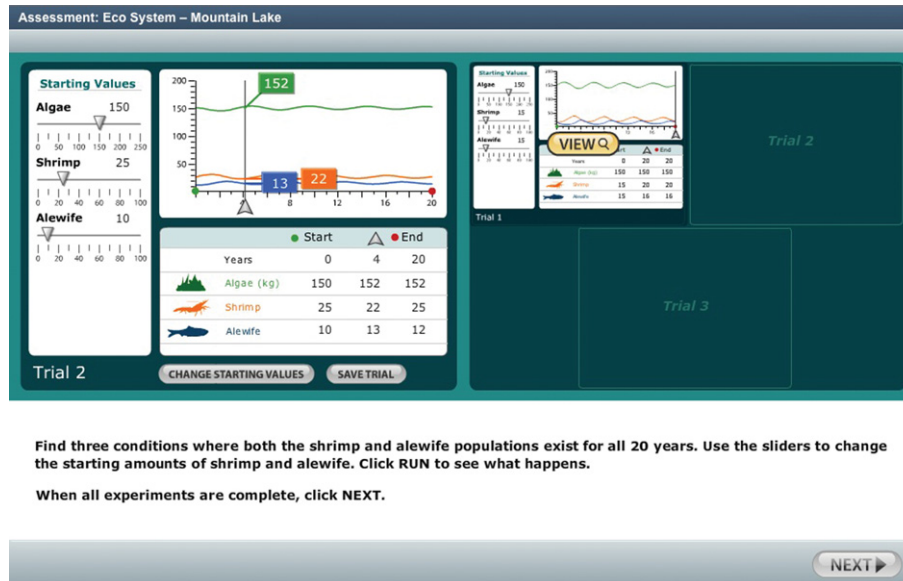 Assessment: Eco System – Mountain Lake
Starting Values
Algae 150
0 50 100 150 200 250
Shrimp 25
0 20 40 60 80 100
Alewife 10
0 20 40 60 80 100
200
150
100
50
152
13 22
4 8 12 16 20
Start End
Years 0 4 20
Algae (kg) 150 152 152
Shrimp 25 22 25
Alewife 10 13 12
Trial 2
CHANGE STARTING VALUES
SAVE TRIAL
Starting Values
Algae 150
Shrimp 15
Alewife 15
VIEW
End
Years 0 20 20
Algae (kg) 150 150 150
Shrimp 15 20 20
Alewife 15 16 16
Trial 1
Trial 2
Trial 3
Find three conditions where both the shrimp and alewife populations exist for all 20 years. Use the sliders to change
the starting amounts of shrimp and alewife. Click RUN to see what happens.
When all experiments are complete, click NEXT.
NEXT